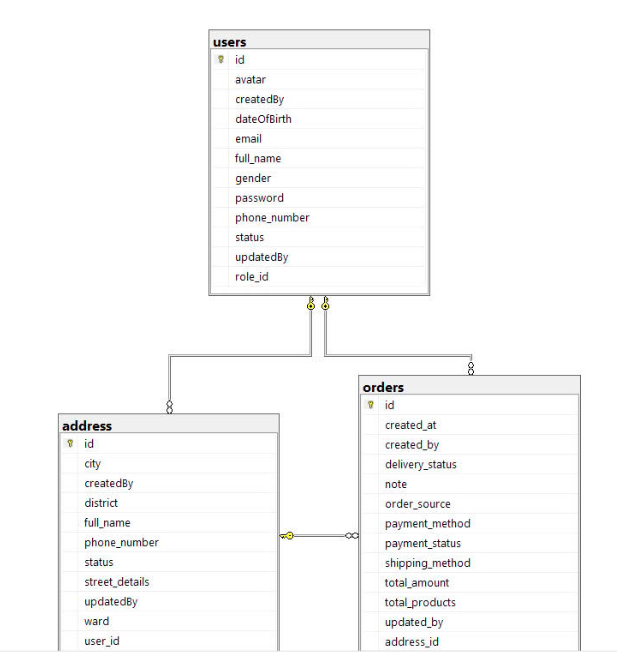 users
id
avatar
createdBy
dateOfBirth
email
full_name
gender
password
phone_number
status
updatedBy
role_id
address
id
city
createdBy
district
full_name
phone_number
status
street_details
updatedBy
ward
user_id
orders
id
created_at
created_by
delivery_status
note
order_source
payment_method
payment_status
shipping_method
total_amount
total_products
updated_by
address_id